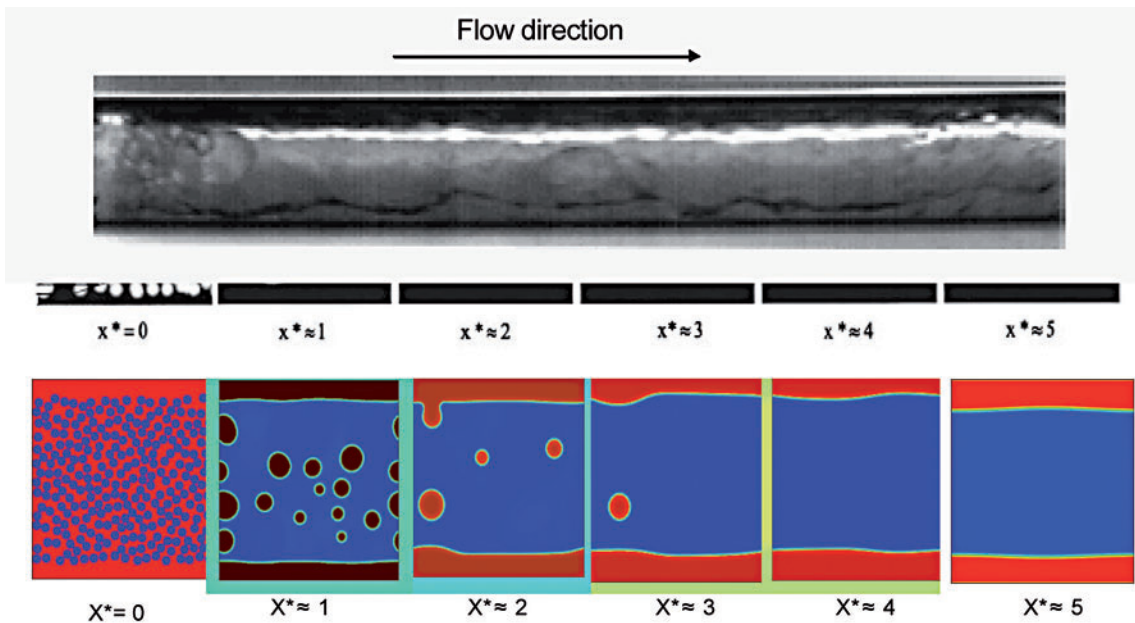 Flow direction
x*=0 x*≈1 x*≈2 x*≈3 x*≈4 x*≈5
X*= 0 X*≈ 1 X*≈ 2 X*≈ 3 X*≈ 4 X*≈ 5